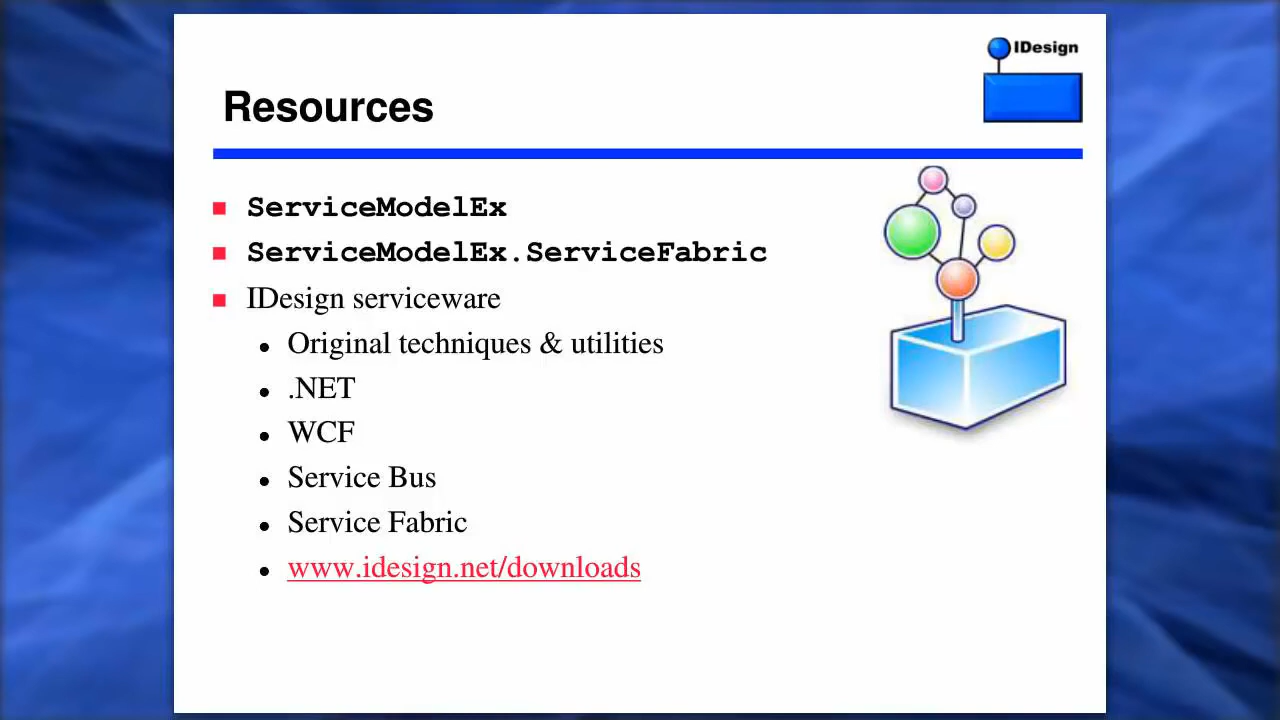 IDesign
Resources
ServiceModelEx
ServiceModelEx.ServiceFabric
IDesign serviceware
Original techniques & utilities
.NET
WCF
Service Bus
Service Fabric
www.idesign.net/downloads